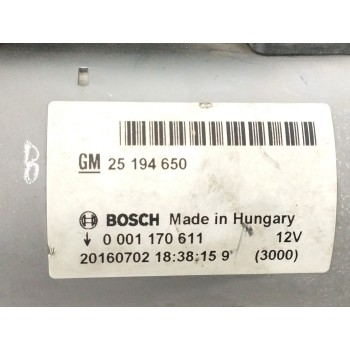 GM 25 194 650
BOSCH Made in Hungary
0 001 170 611 12V
20160702 18:38:15 9 (3000)